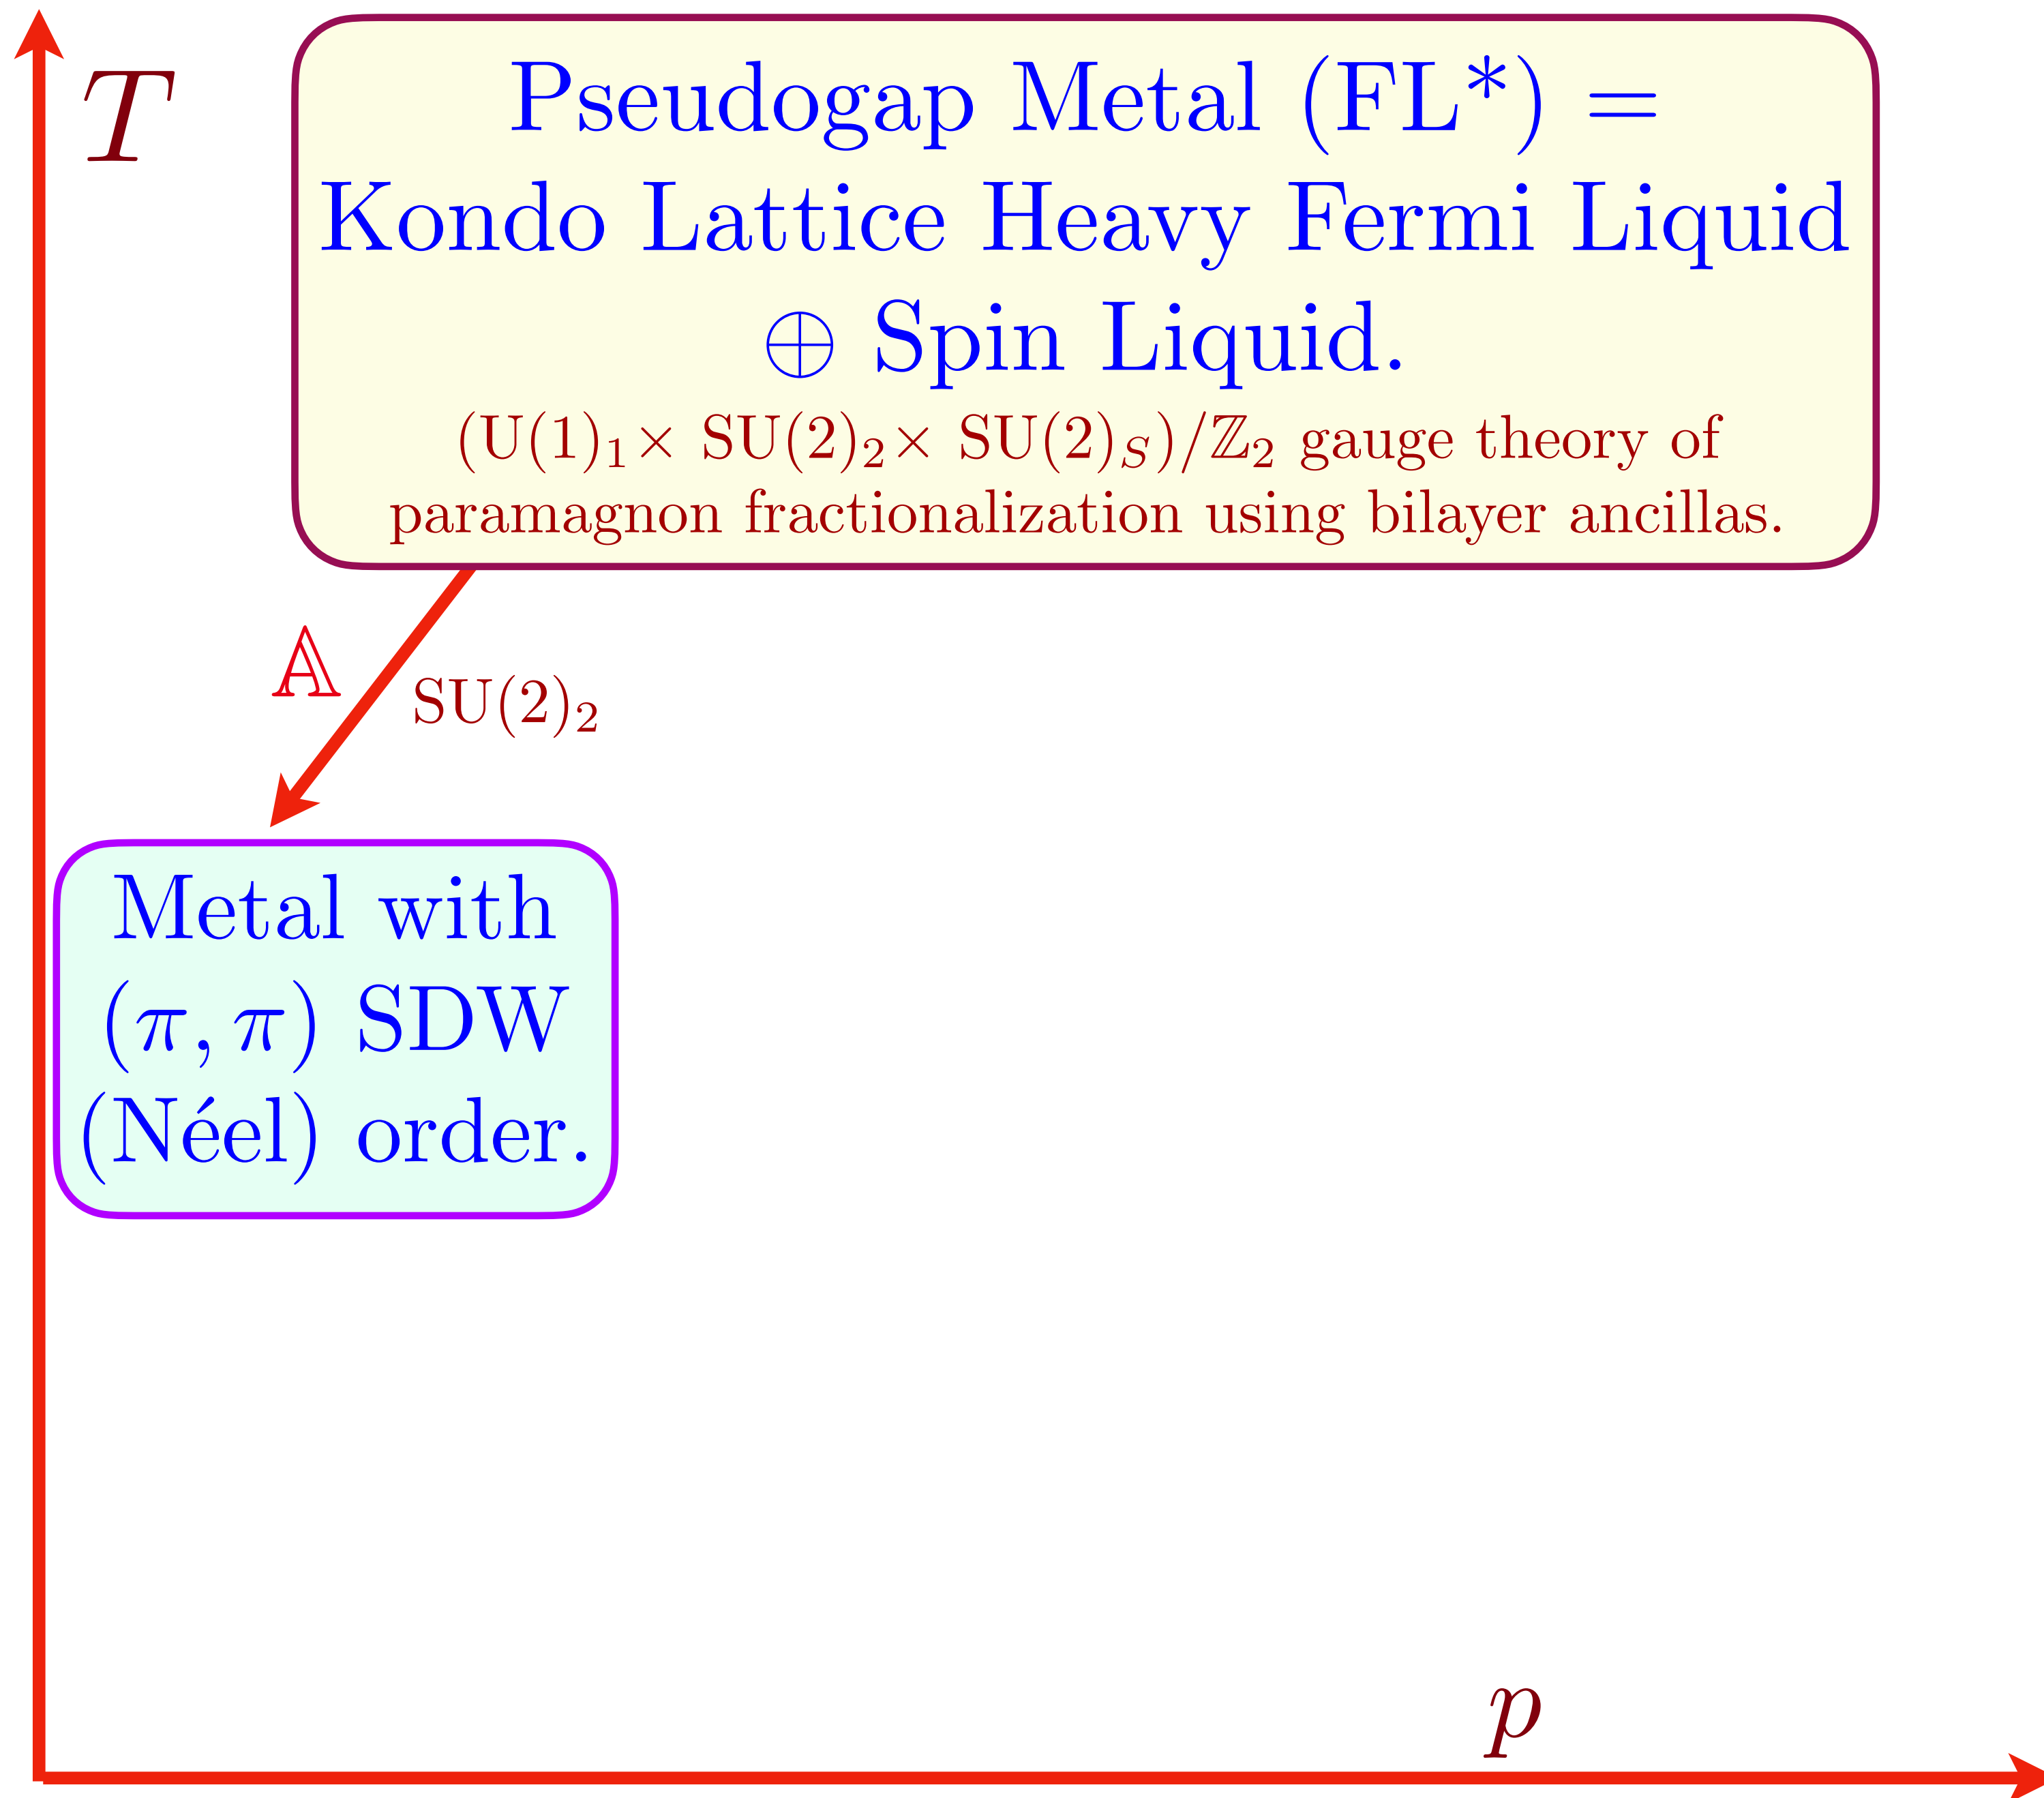 T
Pseudogap Metal (FL*) =
Kondo Lattice Heavy Fermi Liquid
⊕ Spin Liquid.
(U(1)₁× SU(2)₂× SU(2)_S)/ℤ₂ gauge theory of
paramagnon fractionalization using bilayer ancillas.
𝔸
SU(2)₂
Metal with
(π, π) SDW
(Néel) order.
p